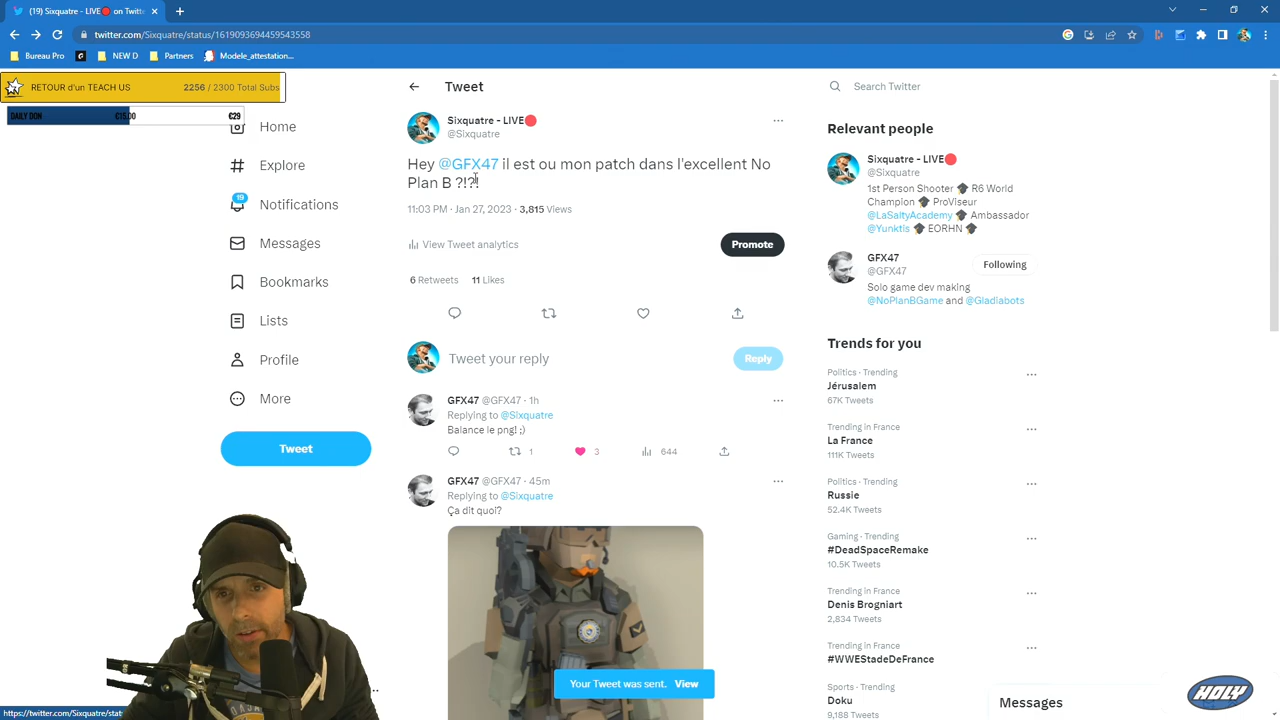 (19) Sixquatre - LIVE🔴 on Twitte
twitter.com/Sixquatre/status/1619093694459543558
Bureau Pro
NEW D
Partners
Modele_attestation...
RETOUR d'un TEACH US
2256 / 2300 Total Subs
DAILY DON
€15.00
€29
Home
Explore
19
Notifications
Messages
Bookmarks
Lists
Profile
More
Tweet
Tweet
Sixquatre - LIVE🔴
@Sixquatre
Hey @GFX47 il est ou mon patch dans l'excellent No
Plan B ?!?!
11:03 PM · Jan 27, 2023 · 3,815 Views
View Tweet analytics
Promote
6 Retweets 11 Likes
Tweet your reply
Reply
GFX47 @GFX47 · 1h
Replying to @Sixquatre
Balance le png! ;)
1
3
644
GFX47 @GFX47 · 45m
Replying to @Sixquatre
Ça dit quoi?
Your Tweet was sent. View
Search Twitter
Relevant people
Sixquatre - LIVE🔴
@Sixquatre
1st Person Shooter R6 World
Champion ProViseur
@LaSaltyAcademy Ambassador
@Yunktis EORHN
GFX47
@GFX47
Following
Solo game dev making
@NoPlanBGame and @Gladiabots
Trends for you
Politics · Trending
Jérusalem
67K Tweets
Trending in France
La France
111K Tweets
Politics · Trending
Russie
52.4K Tweets
Gaming · Trending
#DeadSpaceRemake
10.5K Tweets
Trending in France
Denis Brogniart
2,834 Tweets
Trending in France
#WWEStadeDeFrance
Sports · Trending
Doku
9,188 Tweets
Messages
HOLY
https://twitter.com/Sixquatre/status